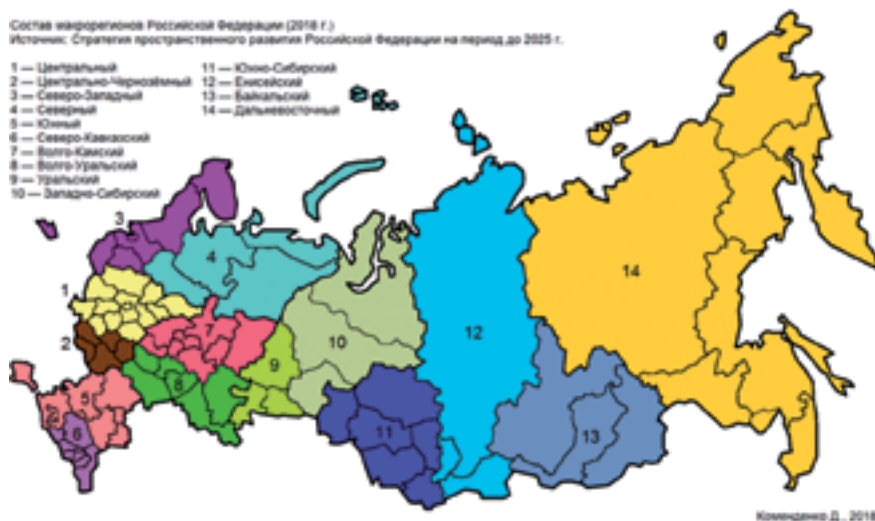 Состав макрорегионов Российской Федерации (2018 г.)
Источник: Стратегия пространственного развития Российской Федерации на период до 2025 г.
1 — Центральный
2 — Центрально-Чернозёмный
3 — Северо-Западный
4 — Северный
5 — Южный
6 — Северо-Кавказский
7 — Волго-Камский
8 — Волго-Уральский
9 — Уральский
10 — Западно-Сибирский
11 — Южно-Сибирский
12 — Енисейский
13 — Байкальский
14 — Дальневосточный
3
4
14
1
12
7
2
10
9
8
5
11
13
6
Коменденко Д., 2018